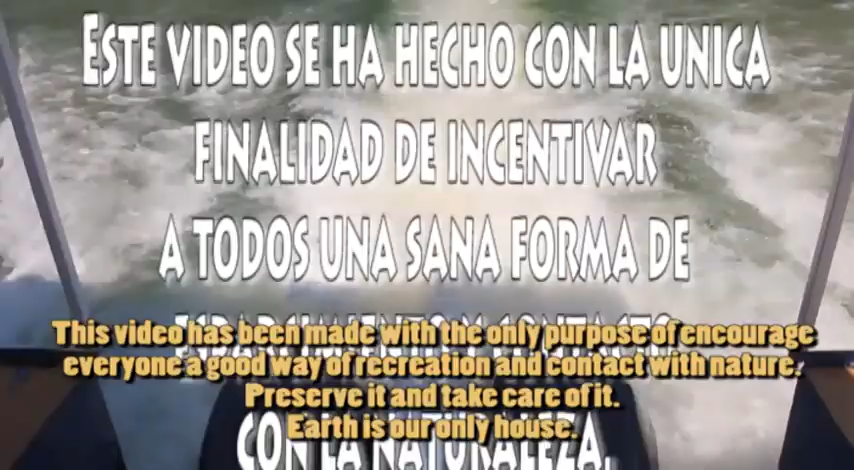 ESTE VIDEO SE HA HECHO CON LA UNICA
FINALIDAD DE INCENTIVAR
A TODOS UNA SANA FORMA DE
ESPARCIMIENTO Y CONTACTO
This video has been made with the only purpose of encourage
everyone a good way of recreation and contact with nature.
Preserve it and take care of it.
Earth is our only house.
CON LA NATURALEZA.